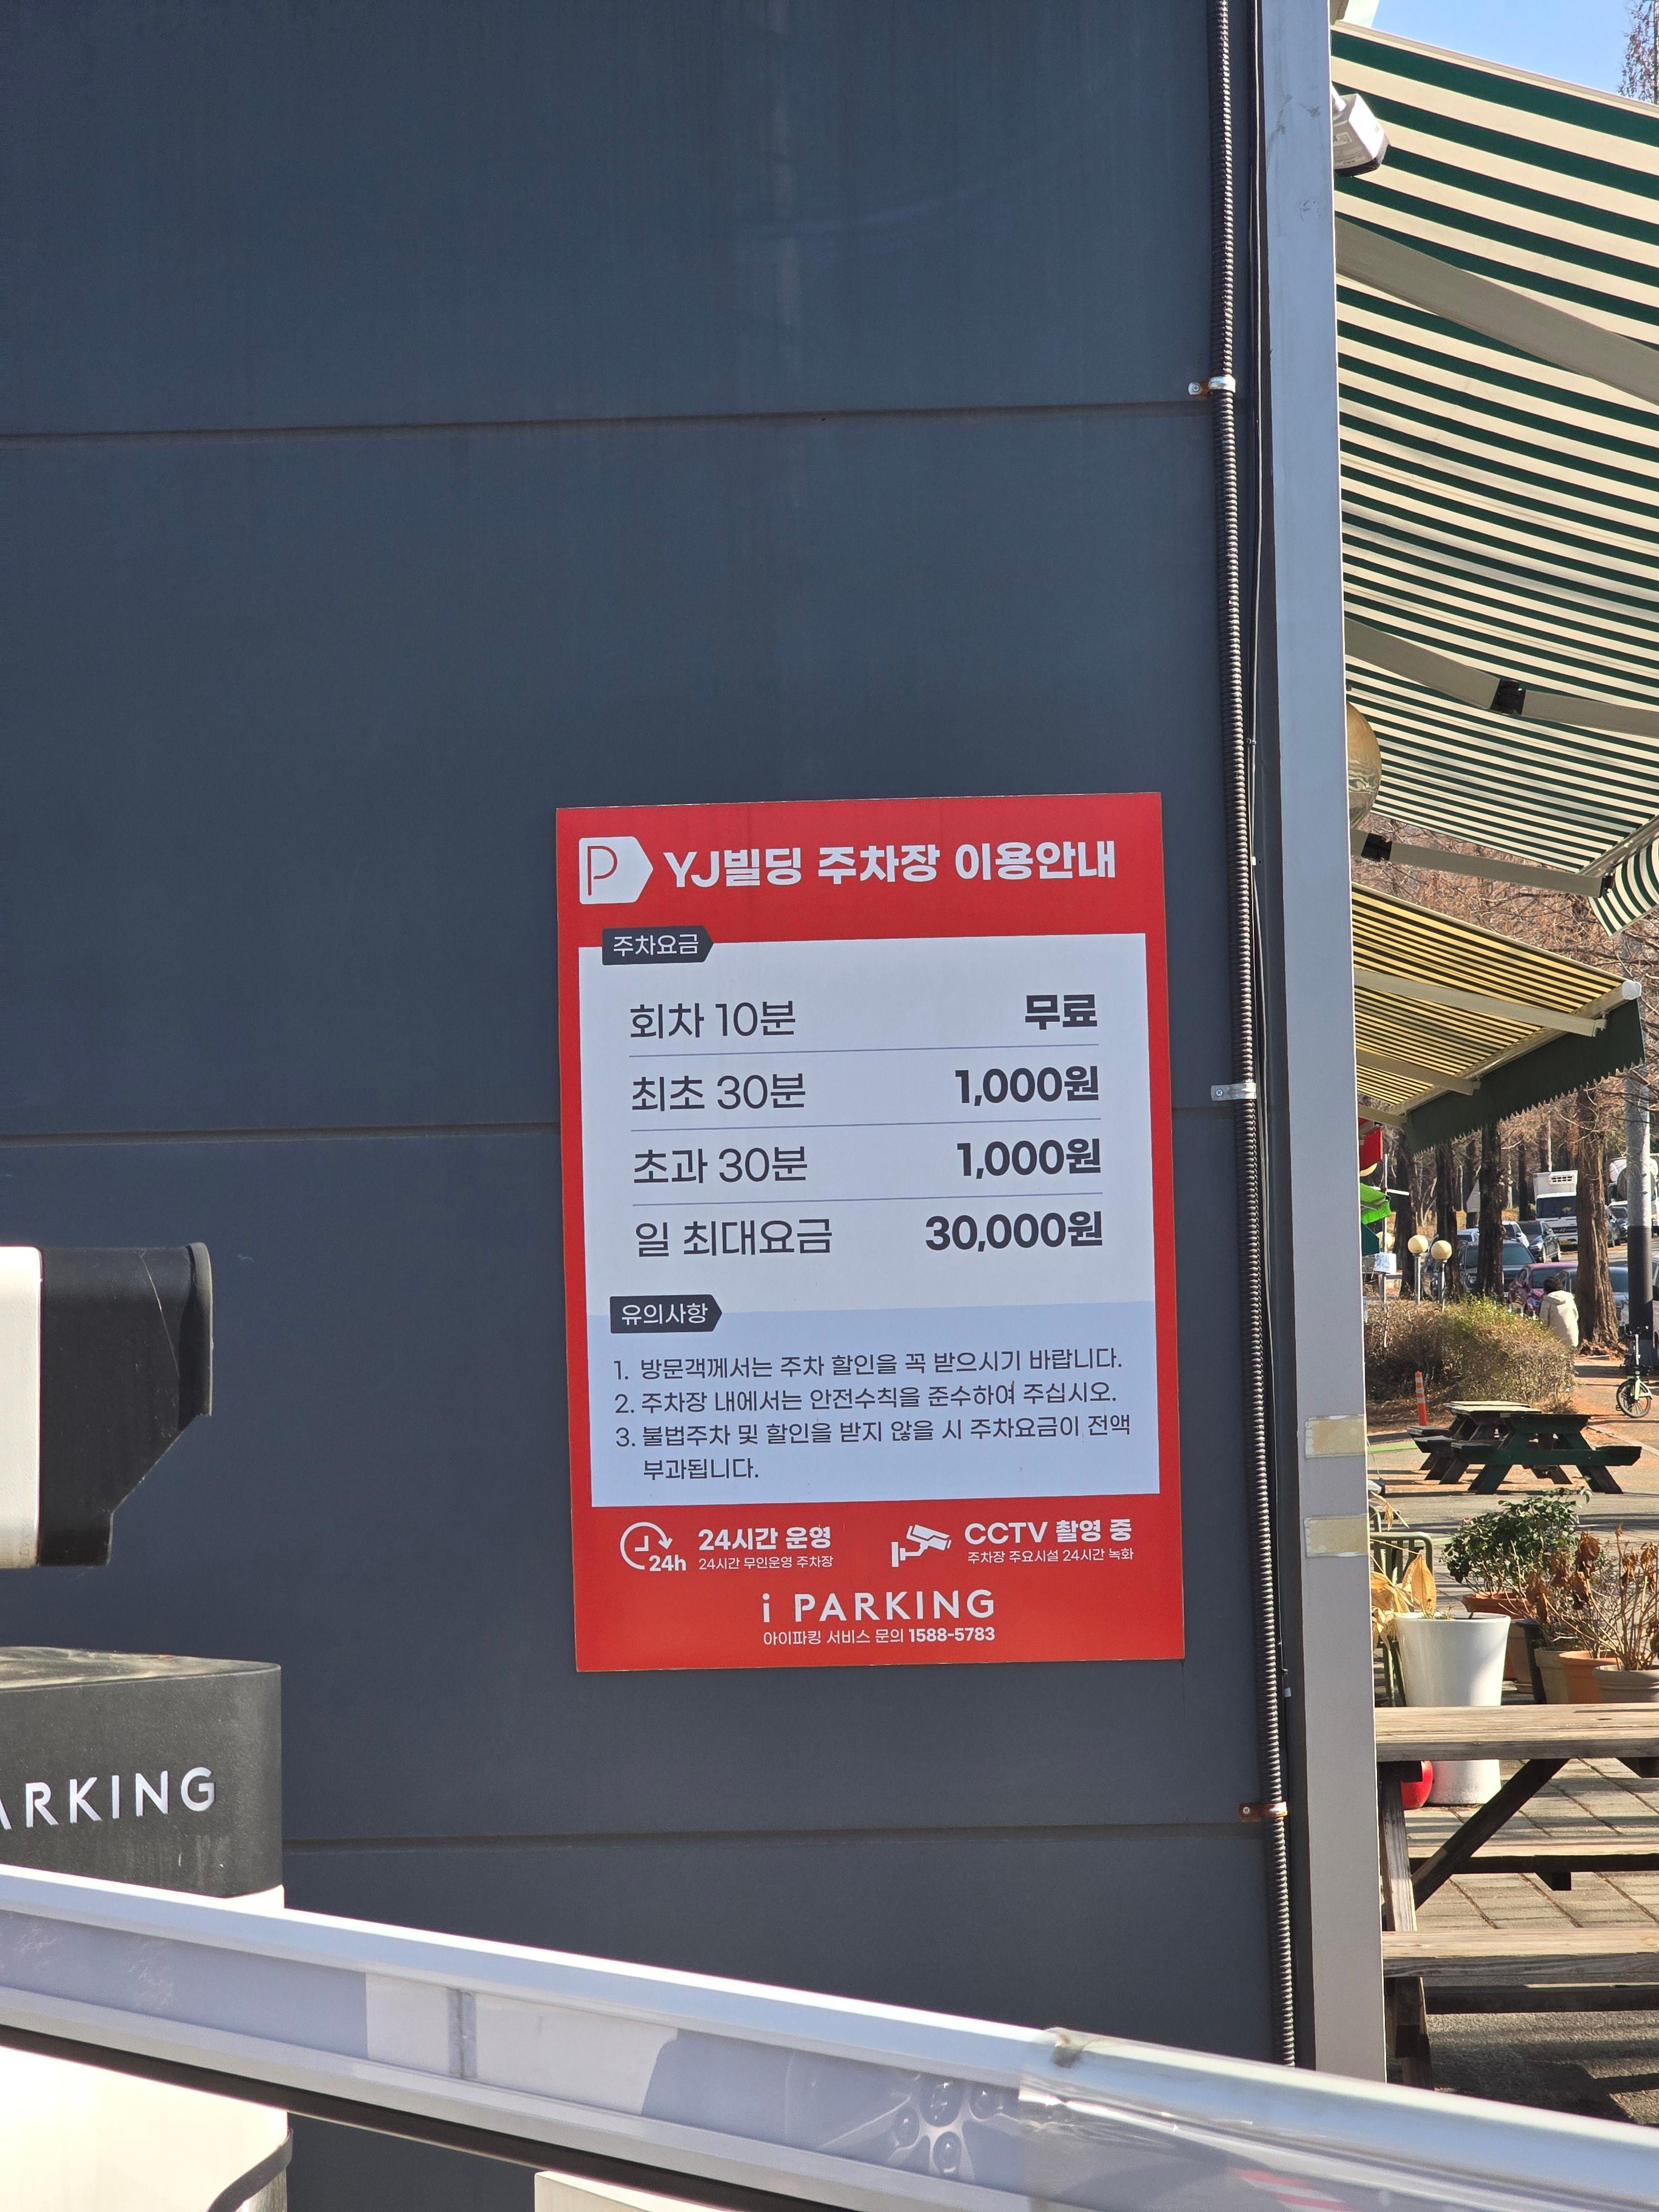 YJ빌딩 주차장 이용안내
주차요금
회차 10분 무료
최초 30분 1,000원
초과 30분 1,000원
일 최대요금 30,000원
유의사항
1. 방문객께서는 주차 할인을 꼭 받으시기 바랍니다.
2. 주차장 내에서는 안전수칙을 준수하여 주십시오.
3. 불법주차 및 할인을 받지 않을 시 주차요금이 전액
부과됩니다.
24h
24시간 운영
24시간 무인운영 주차장
CCTV 촬영 중
주차장 주요시설 24시간 녹화
i PARKING
아이파킹 서비스 문의 1588-5783
ARKING